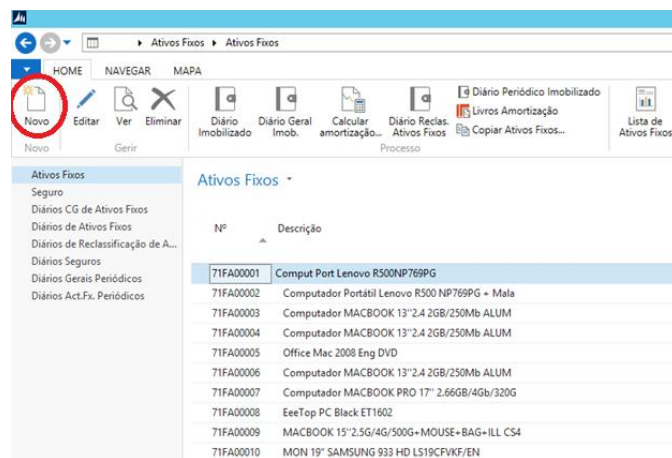 Ativos Fixos Ativos Fixos
HOME NAVEGAR MAPA
Novo
Editar
Ver
Eliminar
Diário Imobilizado
Diário Geral Imob.
Calcular amortização...
Diário Reclas. Ativos Fixos
Diário Periódico Imobilizado
Livros Amortização
Copiar Ativos Fixos...
Lista de Ativos Fixos
Novo
Gerir
Processo
Ativos Fixos
Seguro
Diários CG de Ativos Fixos
Diários de Ativos Fixos
Diários de Reclassificação de A...
Diários Seguros
Diários Gerais Periódicos
Diários Act.Fx. Periódicos
Ativos Fixos
Nº Descrição
71FA00001 Comput Port Lenovo R500NP769PG
71FA00002 Computador Portátil Lenovo R500 NP769PG + Mala
71FA00003 Computador MACBOOK 13''2.4 2GB/250Mb ALUM
71FA00004 Computador MACBOOK 13''2.4 2GB/250Mb ALUM
71FA00005 Office Mac 2008 Eng DVD
71FA00006 Computador MACBOOK 13''2.4 2GB/250Mb ALUM
71FA00007 Computador MACBOOK PRO 17'' 2.66GB/4Gb/320G
71FA00008 EeeTop PC Black ET1602
71FA00009 MACBOOK 15''2.5G/4G/500G+MOUSE+BAG+ILL CS4
71FA00010 MON 19" SAMSUNG 933 HD LS19CFVKF/EN